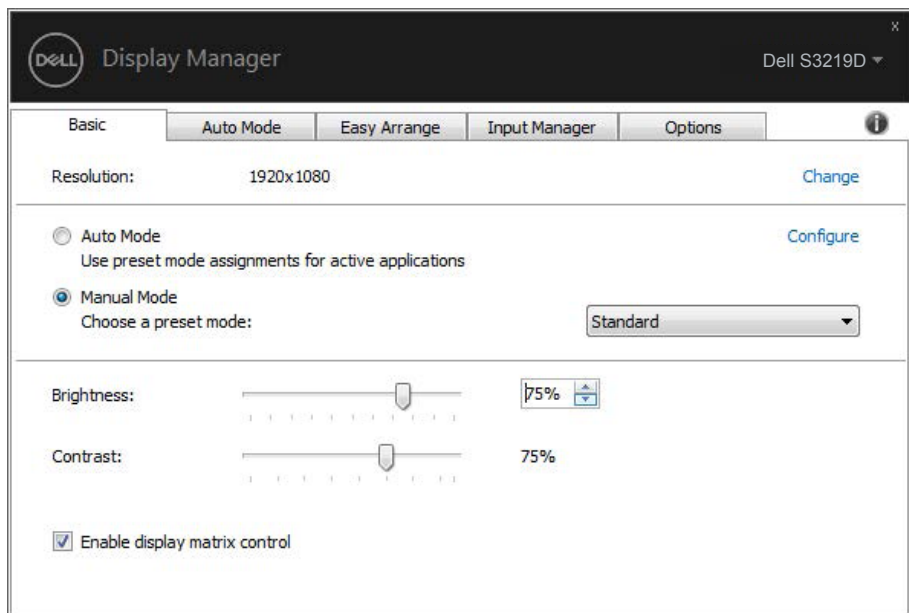 x
DELL Display Manager Dell S3219D
Basic Auto Mode Easy Arrange Input Manager Options i
Resolution: 1920x1080 Change
Auto Mode Configure
Use preset mode assignments for active applications
Manual Mode
Choose a preset mode: Standard
Brightness: 75%
Contrast: 75%
Enable display matrix control